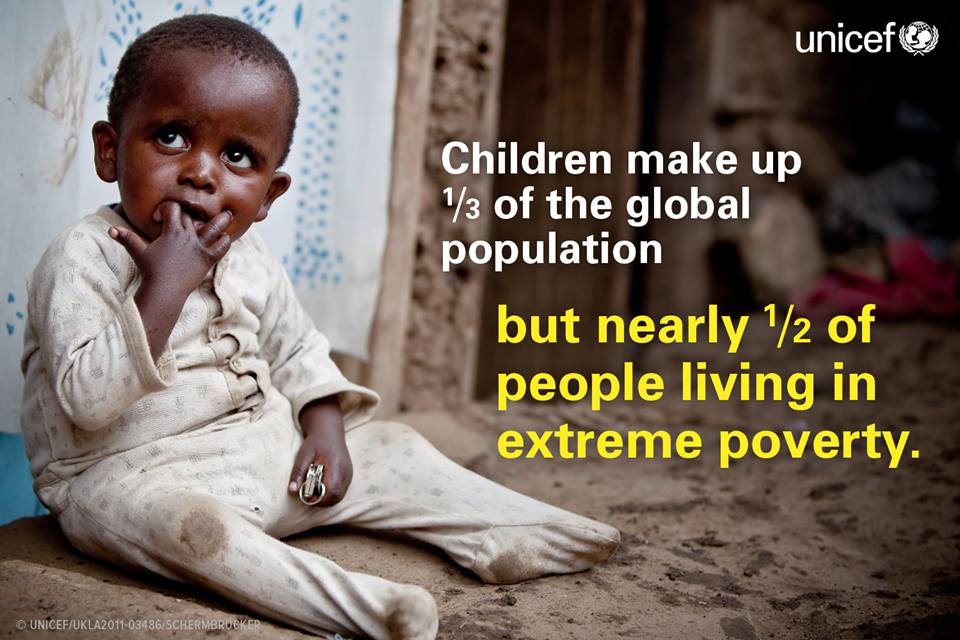 unicef
Children make up
1/3 of the global
population
but nearly 1/2 of
people living in
extreme poverty.
© UNICEF/UKLA2011-03486/SCHERMBRUCKER